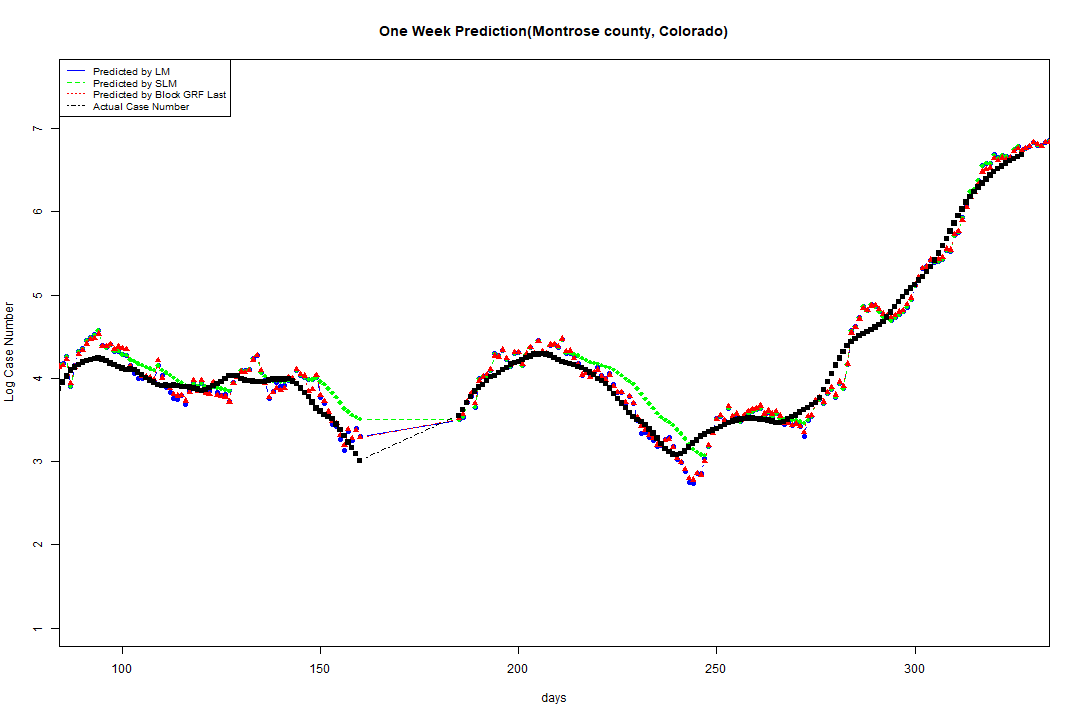 One Week Prediction(Montrose county, Colorado)
Predicted by LM
Predicted by SLM
Predicted by Block GRF Last
Actual Case Number
Log Case Number
7
6
5
4
3
2
1
100 150 200 250 300
days